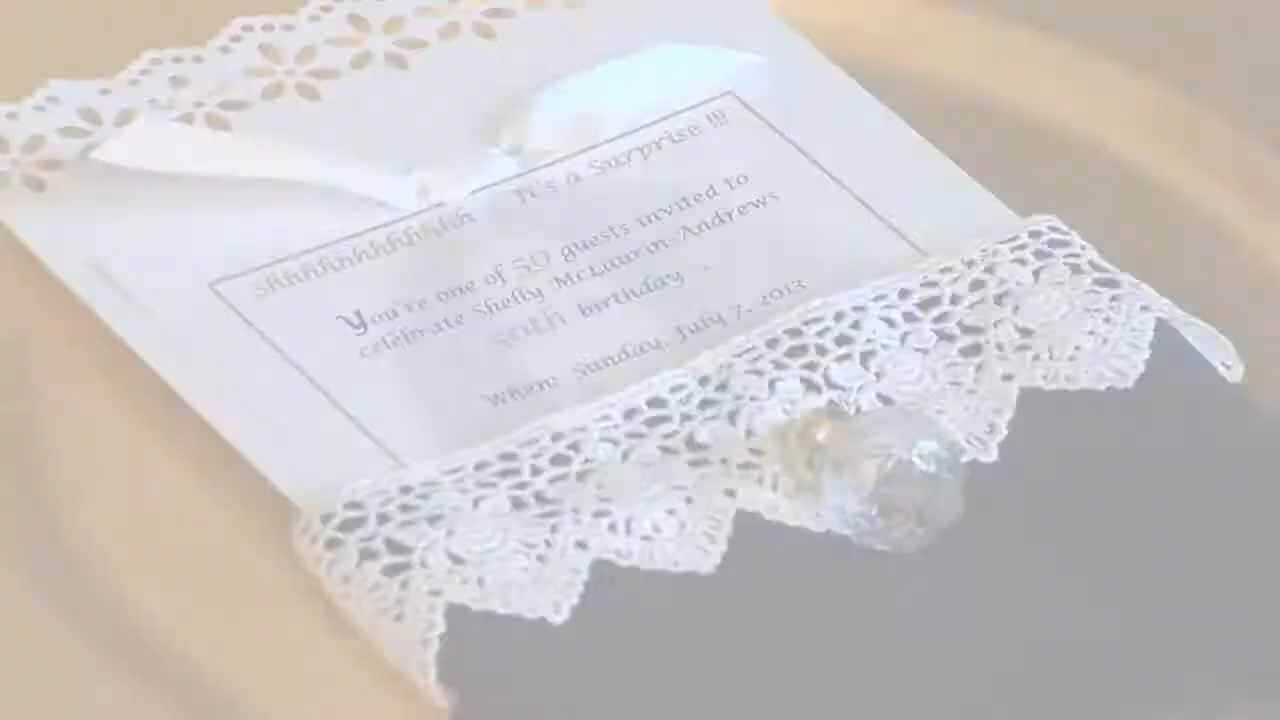 Shhhhhhhhhhh It's a Surprise !!!
You're one of 50 guests invited to
celebrate Shelly McLaurin-Andrews
50th birthday
When: Sunday, July 7, 2013